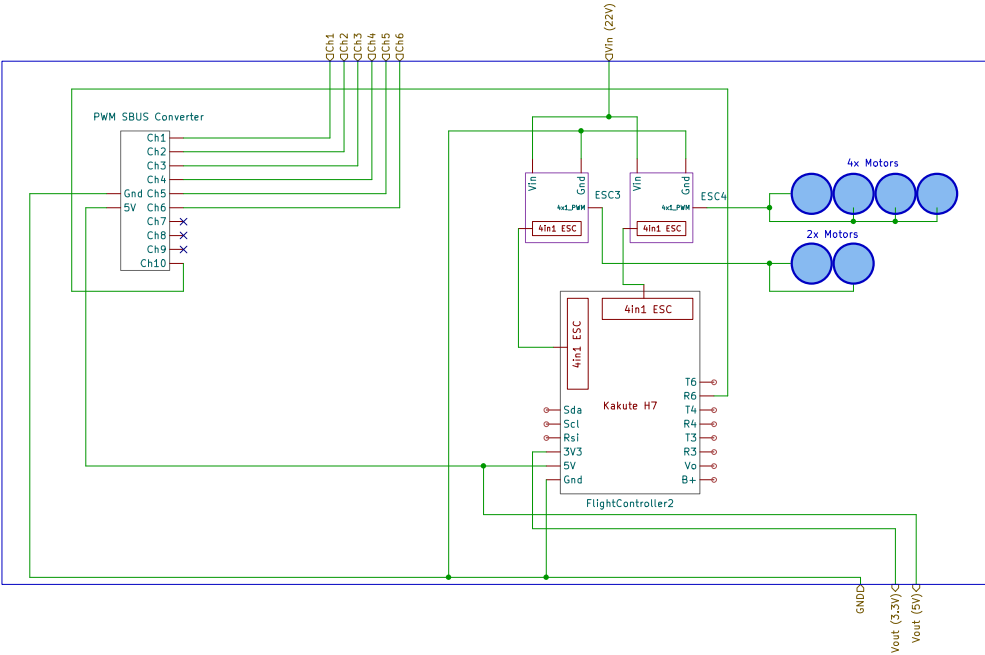 Ch1
Ch2
Ch3
Ch4
Ch5
Ch6
Vin (22V)
PWM SBUS Converter
Ch1
Ch2
Ch3
Ch4
Gnd Ch5
5V Ch6
Ch7
Ch8
Ch9
Ch10
Vin
Gnd
4x1_PWM
4in1 ESC
ESC3
Vin
Gnd
4x1_PWM
4in1 ESC
ESC4
4x Motors
2x Motors
4in1 ESC
4in1 ESC
Kakute H7
T6
R6
Sda T4
Scl R4
Rsi T3
3V3 R3
5V Vo
Gnd B+
FlightController2
GND
Vout (3.3V)
Vout (5V)